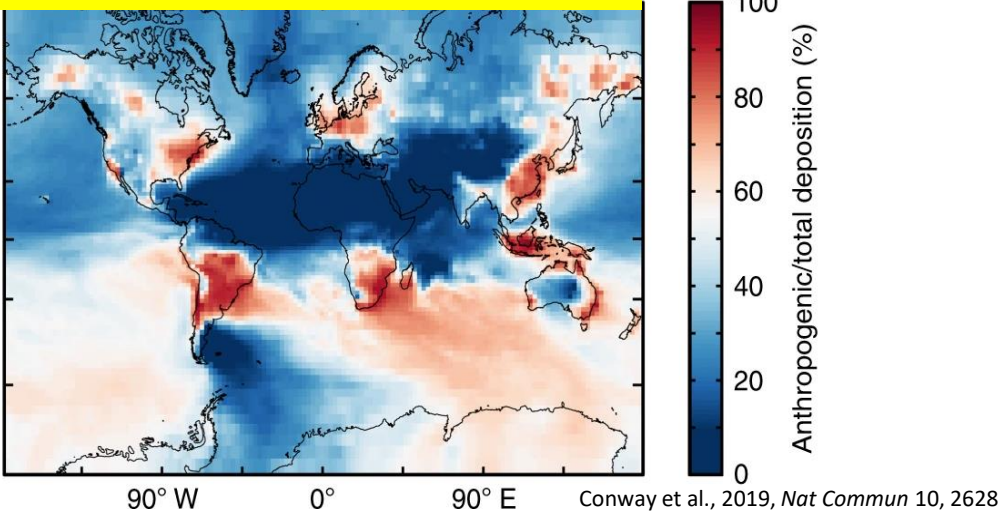 100
80
60
40
20
0
Anthropogenic/total deposition (%)
90° W 0° 90° E
Conway et al., 2019, Nat Commun 10, 2628